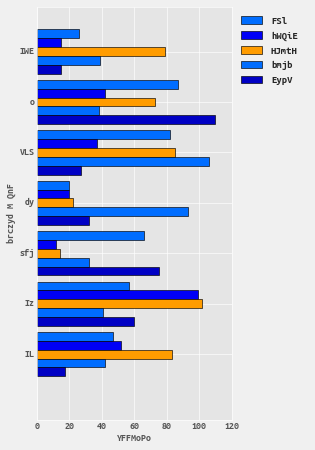 FSl
hWQiE
HJmtH
bmjb
EypV
brczyd M QnF
IWE
o
VLS
dy
sfj
Iz
IL
0 20 40 60 80 100 120
YFFMoPo